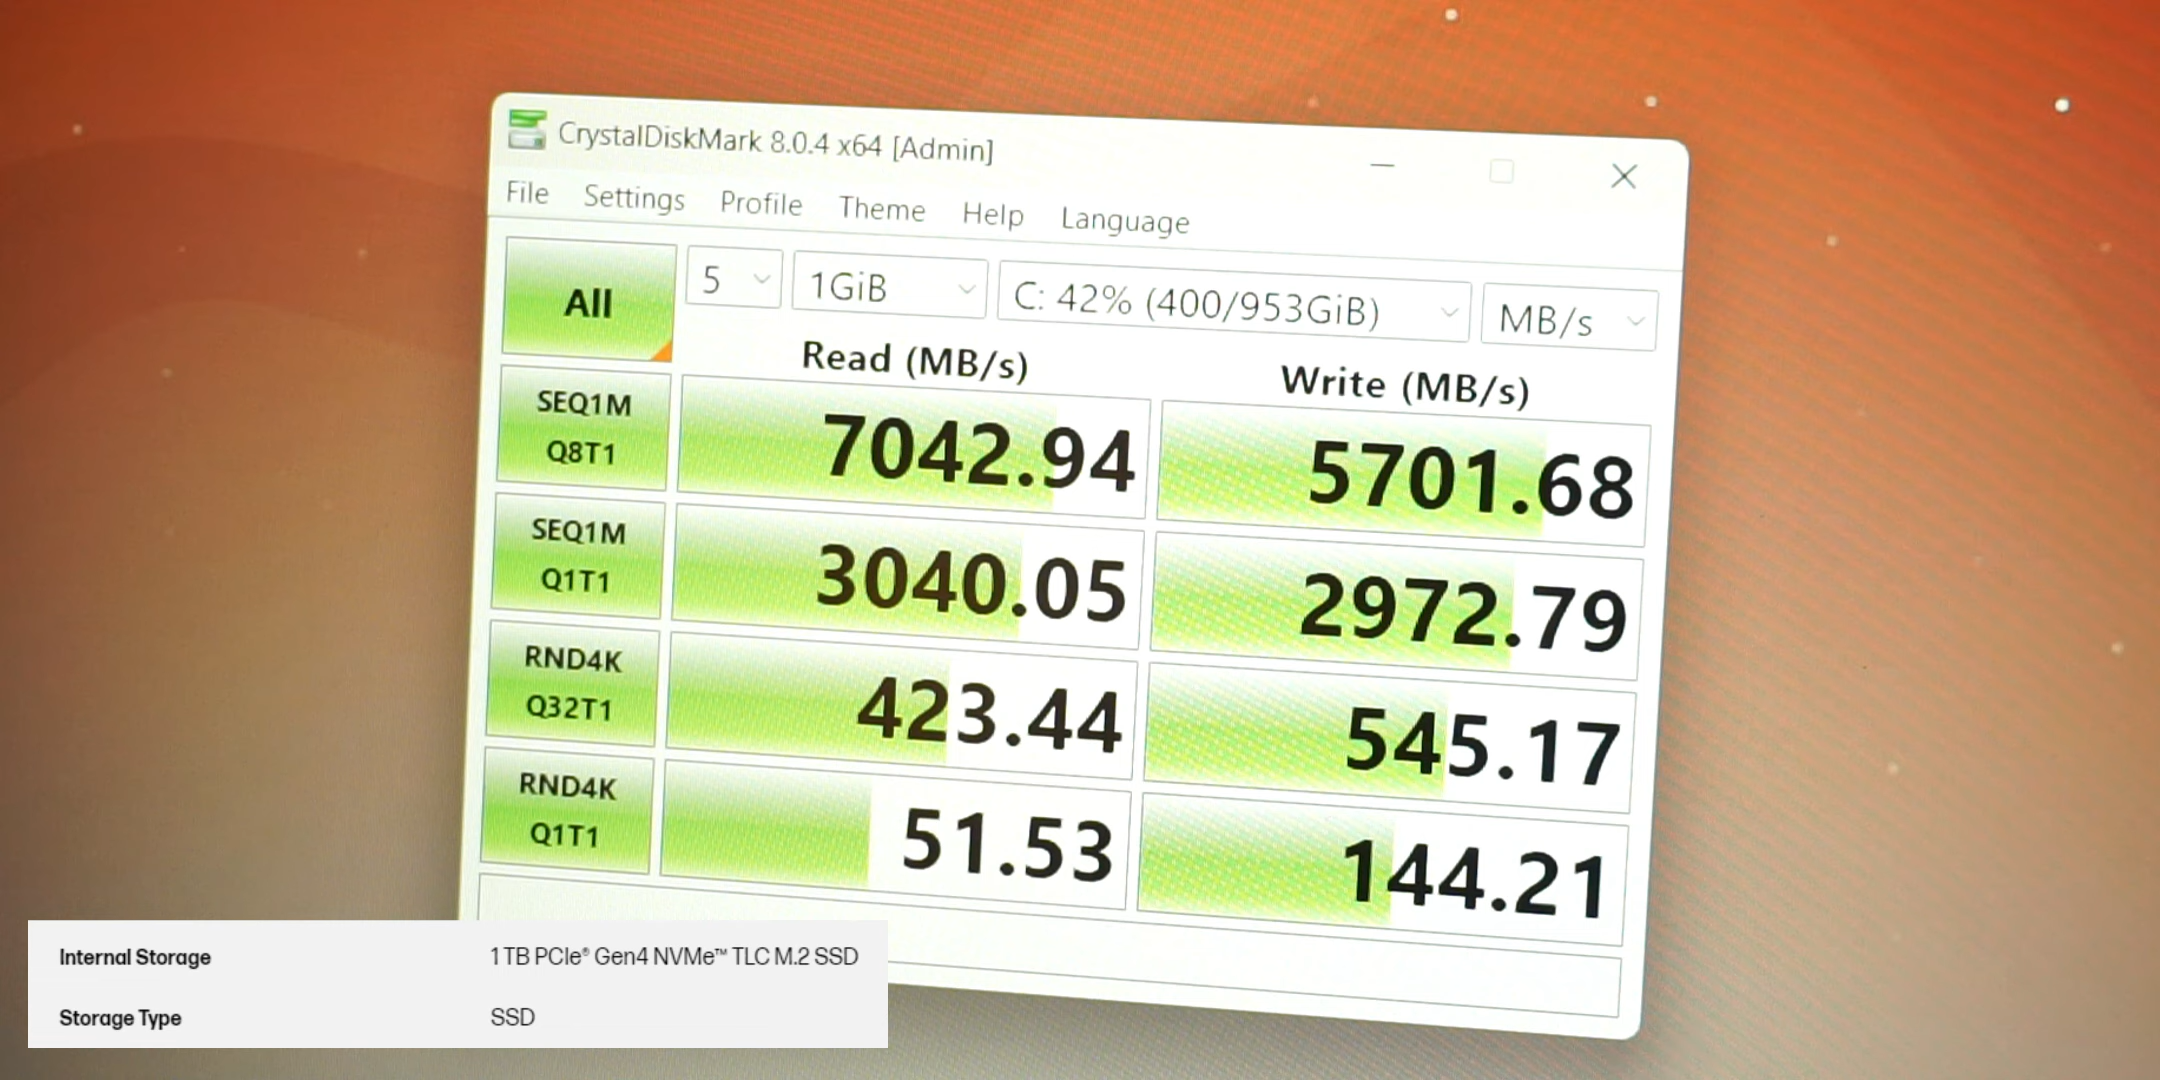 CrystalDiskMark 8.0.4 x64 [Admin]
File Settings Profile Theme Help Language
All 5 1GiB C: 42% (400/953GiB) MB/s
Read (MB/s) Write (MB/s)
SEQ1M
Q8T1 7042.94 5701.68
SEQ1M
Q1T1 3040.05 2972.79
RND4K
Q32T1 423.44 545.17
RND4K
Q1T1 51.53 144.21
Internal Storage 1 TB PCIe® Gen4 NVMe™ TLC M.2 SSD
Storage Type SSD